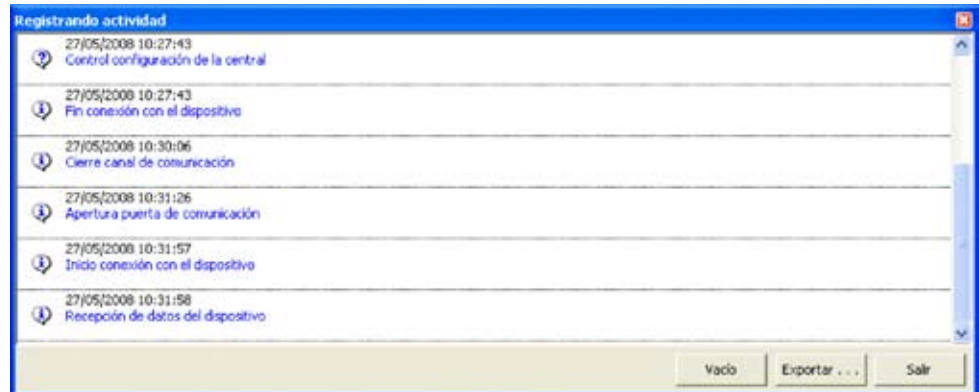 Registrando actividad
27/05/2008 10:27:43
Control configuración de la central
27/05/2008 10:27:43
Fin conexión con el dispositivo
27/05/2008 10:30:06
Cierre canal de comunicación
27/05/2008 10:31:26
Apertura puerta de comunicación
27/05/2008 10:31:57
Inicio conexión con el dispositivo
27/05/2008 10:31:58
Recepción de datos del dispositivo
Vacío Exportar . . . Salir